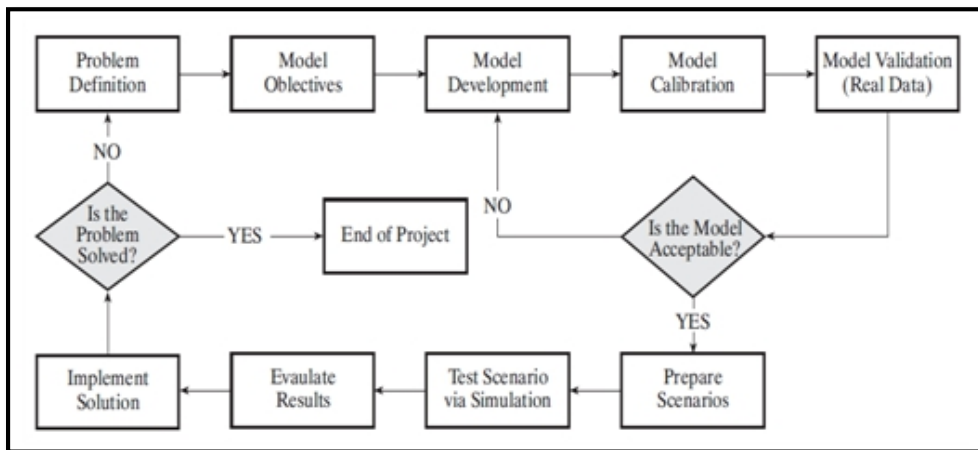 Problem
Definition
Model
Oblectives
Model
Development
Model
Calibration
Model Validation
(Real Data)
NO
Is the
Problem
Solved?
YES
End of Project
NO
Is the Model
Acceptable?
YES
Implement
Solution
Evaulate
Results
Test Scenario
via Simulation
Prepare
Scenarios